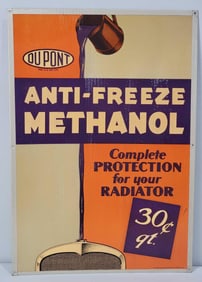 DU PONT
ANTI-FREEZE
METHANOL
Complete
PROTECTION
for your
RADIATOR
30¢
qt.